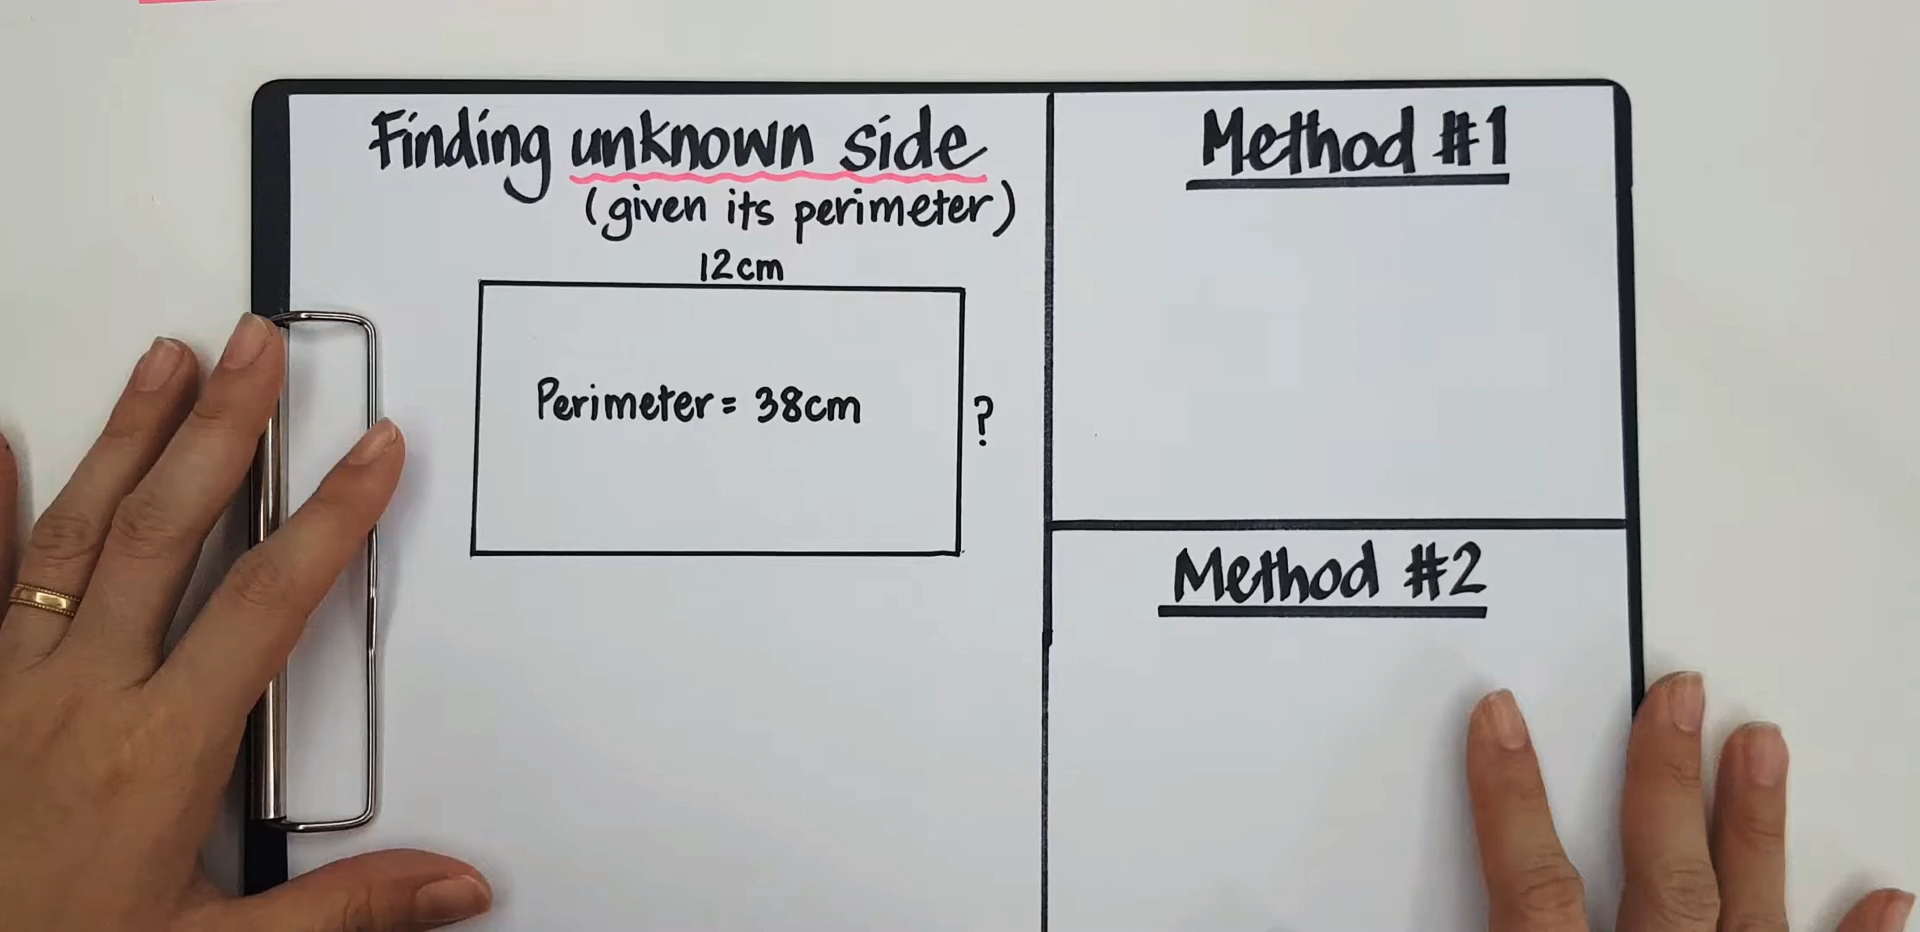 Finding unknown side
(given its perimeter)
12cm
Perimeter = 38cm
?
Method #1
Method #2